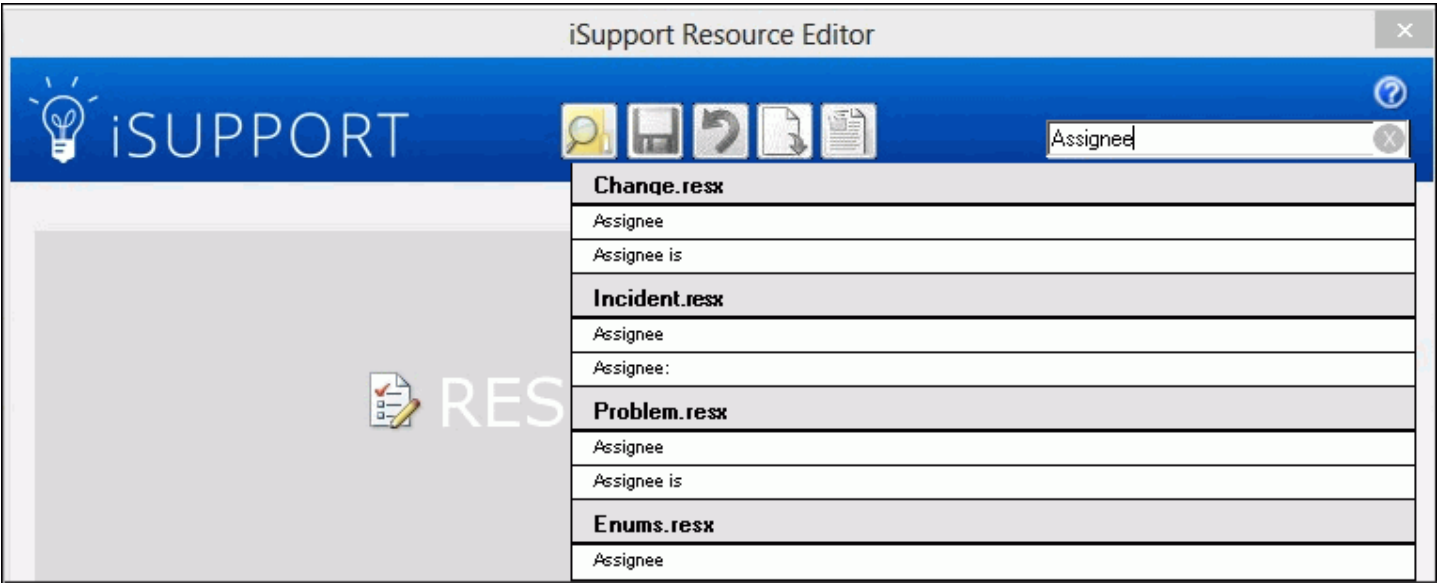 iSupport Resource Editor
iSUPPORT
Assignee
Change.resx
Assignee
Assignee is
Incident.resx
Assignee
Assignee:
RES
Problem.resx
Assignee
Assignee is
Enums.resx
Assignee